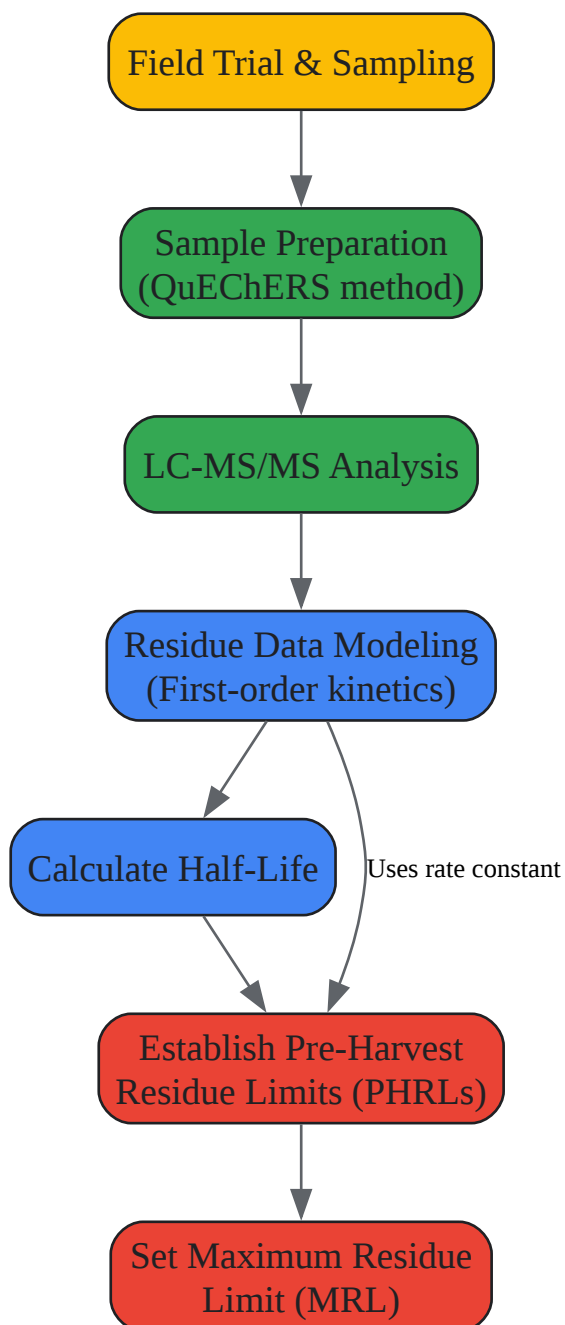 Field Trial & Sampling
Sample Preparation
(QuEChERS method)
LC-MS/MS Analysis
Residue Data Modeling
(First-order kinetics)
Calculate Half-Life
Uses rate constant
Establish Pre-Harvest
Residue Limits (PHRLs)
Set Maximum Residue
Limit (MRL)